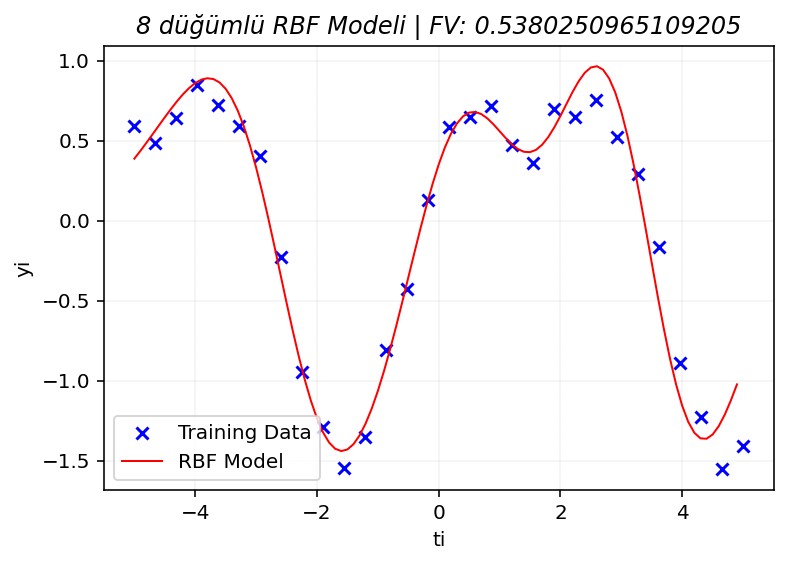 8 düğümlü RBF Modeli | FV: 0.5380250965109205
1.0
0.5
0.0
−0.5
−1.0
−1.5
yi
Training Data
RBF Model
−4
−2
0
2
4
ti